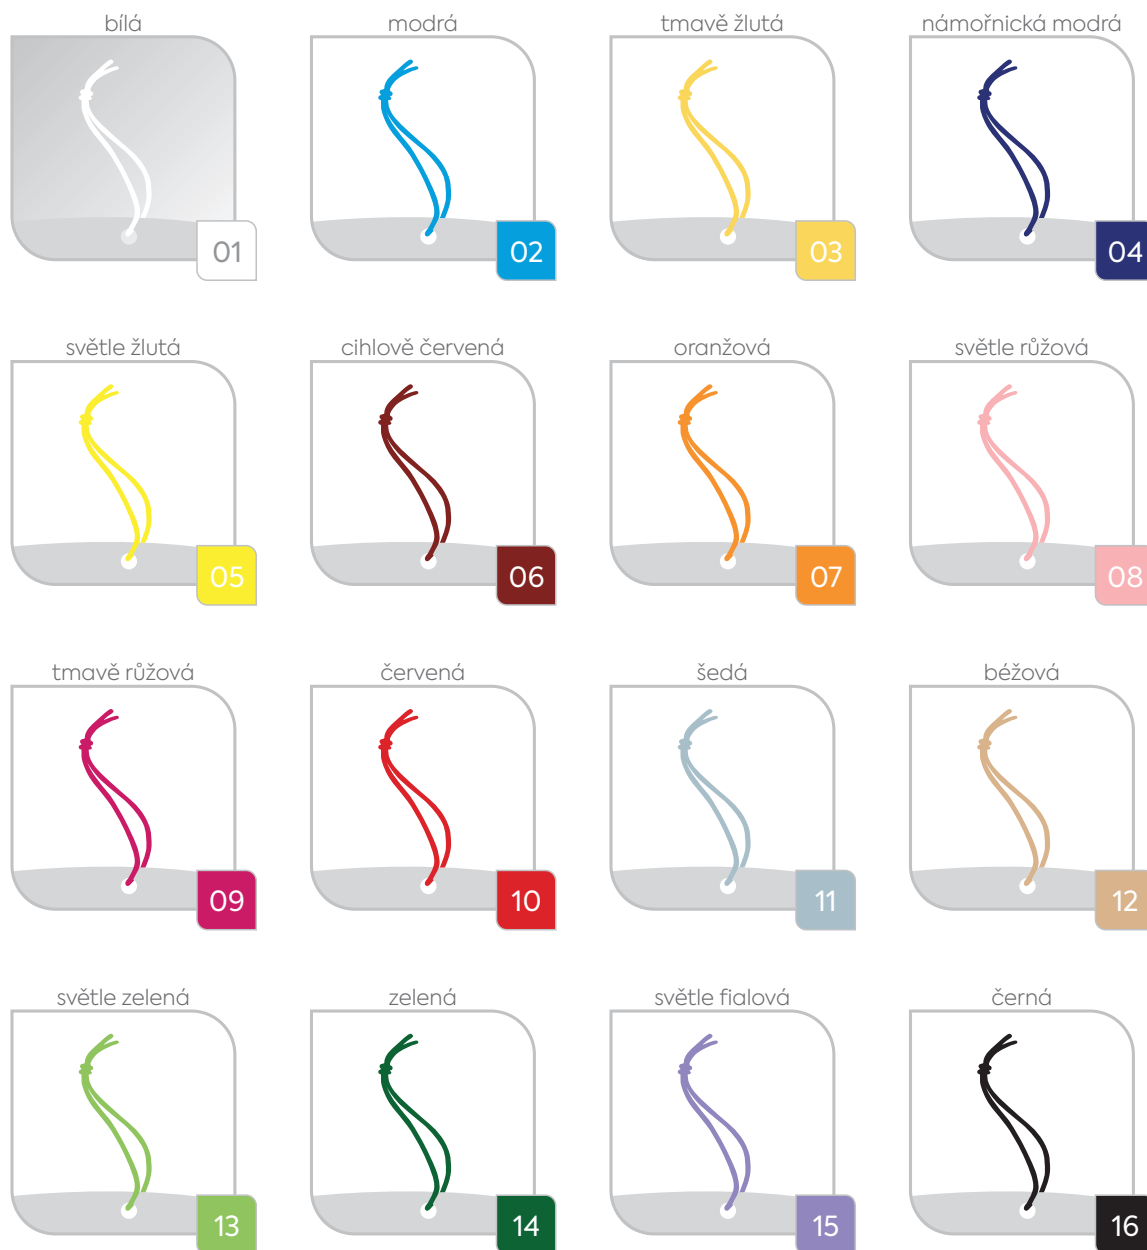 bílá
modrá
tmavě žlutá
námořnická modrá
01
02
03
04
světle žlutá
cihlově červená
oranžová
světle růžová
05
06
07
08
tmavě růžová
červená
šedá
béžová
09
10
11
12
světle zelená
zelená
světle fialová
černá
13
14
15
16